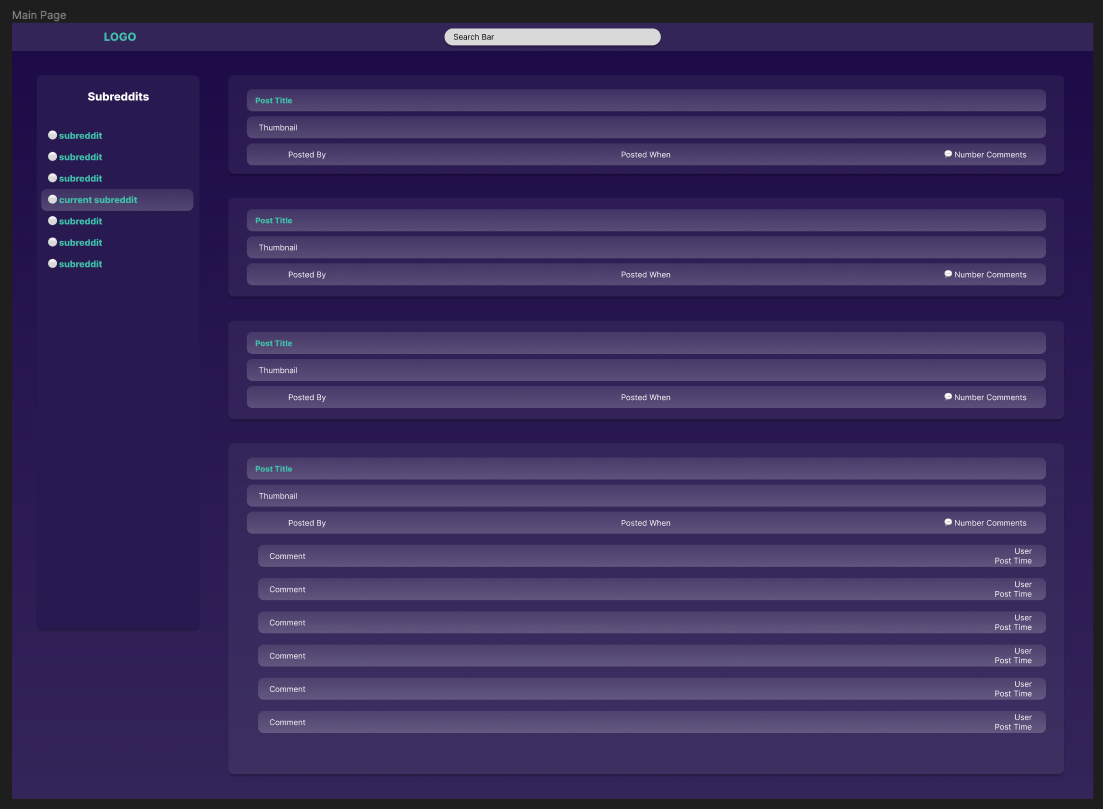 Main Page
LOGO
Search Bar
Subreddits
subreddit
subreddit
subreddit
current subreddit
subreddit
subreddit
subreddit
Post Title
Thumbnail
Posted By Posted When Number Comments
Post Title
Thumbnail
Posted By Posted When Number Comments
Post Title
Thumbnail
Posted By Posted When Number Comments
Post Title
Thumbnail
Posted By Posted When Number Comments
Comment
User
Post Time
Comment
User
Post Time
Comment
User
Post Time
Comment
User
Post Time
Comment
User
Post Time
Comment
User
Post Time